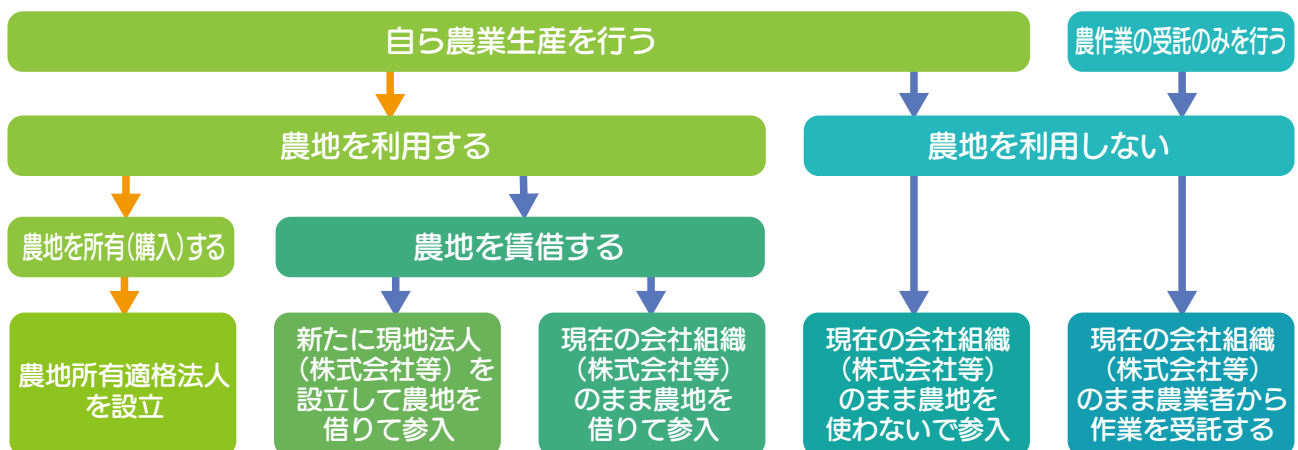 自ら農業生産を行う
農作業の受託のみを行う
農地を利用する
農地を利用しない
農地を所有(購入)する
農地を賃借する
農地所有適格法人
を設立
新たに現地法人
（株式会社等）を
設立して農地を
借りて参入
現在の会社組織
（株式会社等）
のまま農地を
借りて参入
現在の会社組織
（株式会社等）
のまま農地を
使わないで参入
現在の会社組織
（株式会社等）
のまま農業者から
作業を受託する